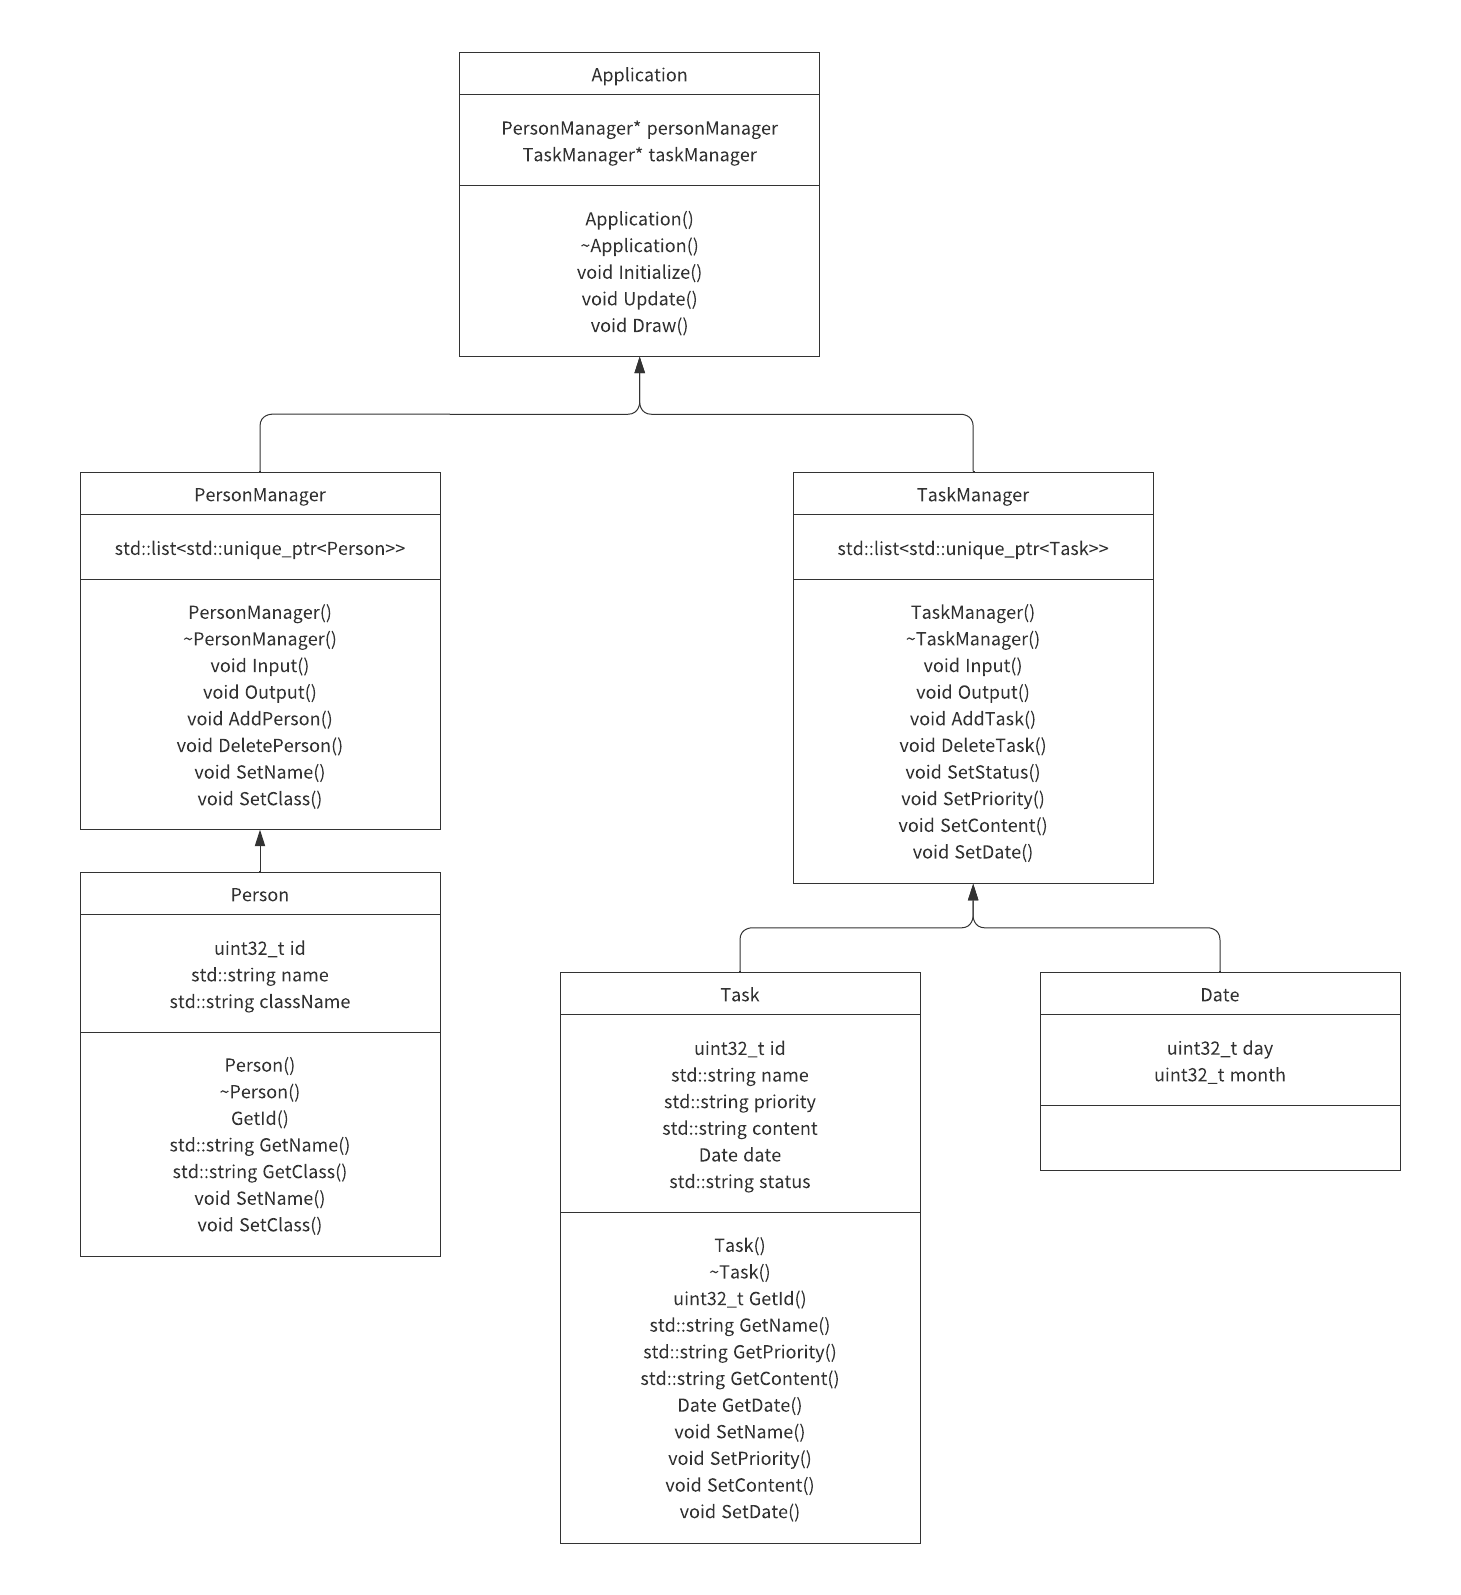 Application
PersonManager* personManager
TaskManager* taskManager
Application()
~Application()
void Initialize()
void Update()
void Draw()
PersonManager
std::list<std::unique_ptr<Person>>
PersonManager()
~PersonManager()
void Input()
void Output()
void AddPerson()
void DeletePerson()
void SetName()
void SetClass()
TaskManager
std::list<std::unique_ptr<Task>>
TaskManager()
~TaskManager()
void Input()
void Output()
void AddTask()
void DeleteTask()
void SetStatus()
void SetPriority()
void SetContent()
void SetDate()
Person
uint32_t id
std::string name
std::string className
Person()
~Person()
GetId()
std::string GetName()
std::string GetClass()
void SetName()
void SetClass()
Task
uint32_t id
std::string name
std::string priority
std::string content
Date date
std::string status
Task()
~Task()
uint32_t GetId()
std::string GetName()
std::string GetPriority()
std::string GetContent()
Date GetDate()
void SetName()
void SetPriority()
void SetContent()
void SetDate()
Date
uint32_t day
uint32_t month